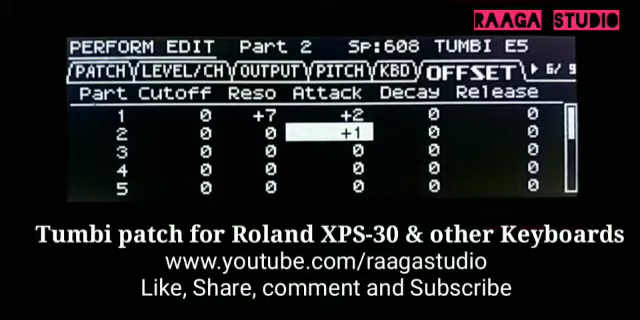 RAAGA STUDIO
PERFORM EDIT Part 2 Sp:608 TUMBI E5
PATCH LEVEL/CH OUTPUT PITCH KBD OFFSET 6/ 9
Part Cutoff Reso Attack Decay Release
1 0 +7 +2 0 0
2 0 0 +1 0 0
3 0 0 0 0 0
4 0 0 0 0 0
5 0 0 0 0 0
Tumbi patch for Roland XPS-30 & other Keyboards
www.youtube.com/raagastudio
Like, Share, comment and Subscribe